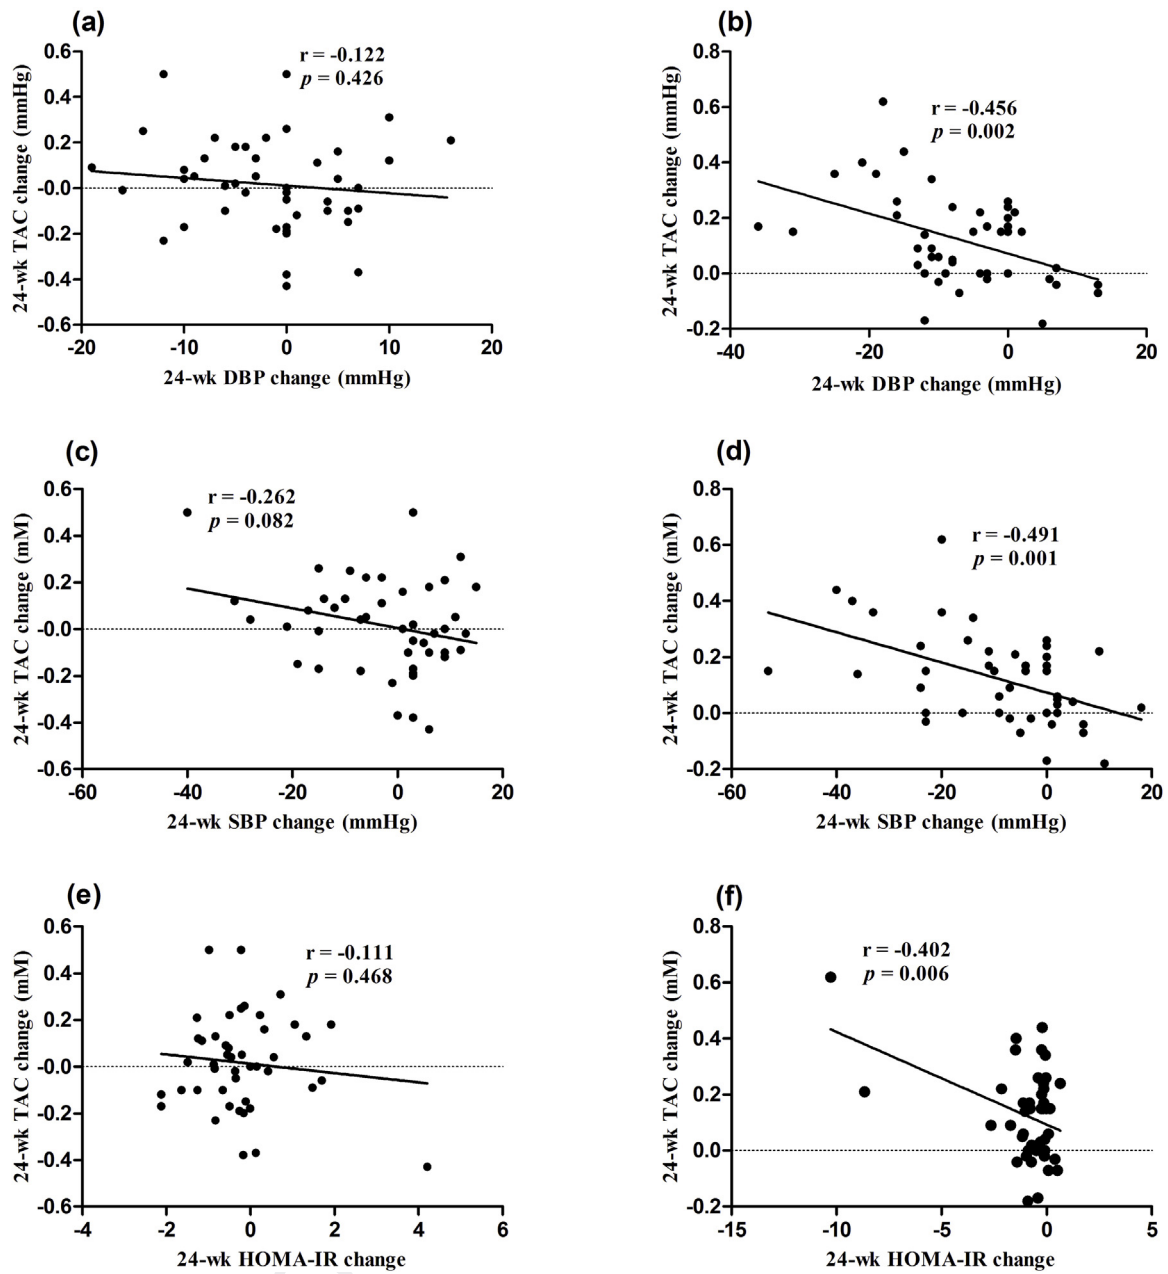 (a)
r = -0.122
p = 0.426
24-wk TAC change (mmHg)
0.6
0.4
0.2
-0.0
-0.2
-0.4
-0.6
-20
-10
0
10
20
24-wk DBP change (mmHg)
(b)
r = -0.456
p = 0.002
24-wk TAC change (mmHg)
0.8
0.6
0.4
0.2
0.0
-0.2
-40
-20
0
20
24-wk DBP change (mmHg)
(c)
r = -0.262
p = 0.082
24-wk TAC change (mM)
0.6
0.4
0.2
-0.0
-0.2
-0.4
-0.6
-60
-40
-20
0
20
24-wk SBP change (mmHg)
(d)
r = -0.491
p = 0.001
24-wk TAC change (mM)
0.8
0.6
0.4
0.2
0.0
-0.2
-60
-40
-20
0
20
24-wk SBP change (mmHg)
(e)
r = -0.111
p = 0.468
24-wk TAC change (mM)
0.6
0.4
0.2
-0.0
-0.2
-0.4
-0.6
-4
-2
0
2
4
6
24-wk HOMA-IR change
(f)
r = -0.402
p = 0.006
24-wk TAC change (mM)
0.8
0.6
0.4
0.2
0.0
-0.2
-15
-10
-5
0
5
24-wk HOMA-IR change